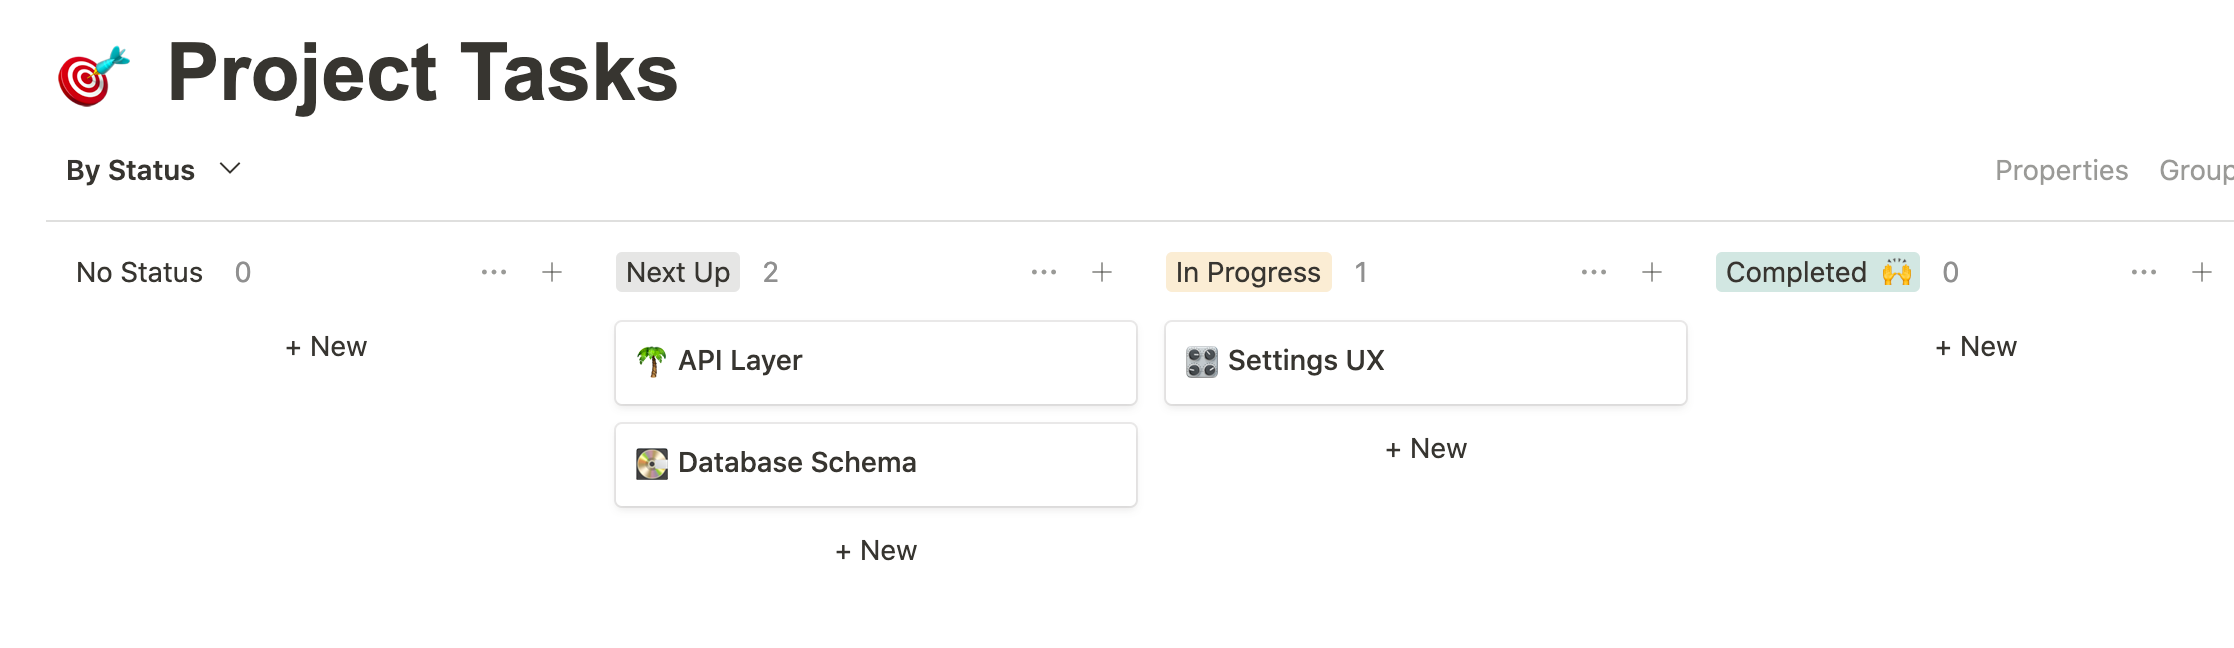 🎯 Project Tasks
By Status
Properties Group
No Status 0 ··· +
Next Up 2 ··· +
In Progress 1 ··· +
Completed 🙌 0 ··· +
+ New
🌴 API Layer
💽 Database Schema
+ New
🎛 Settings UX
+ New
+ New